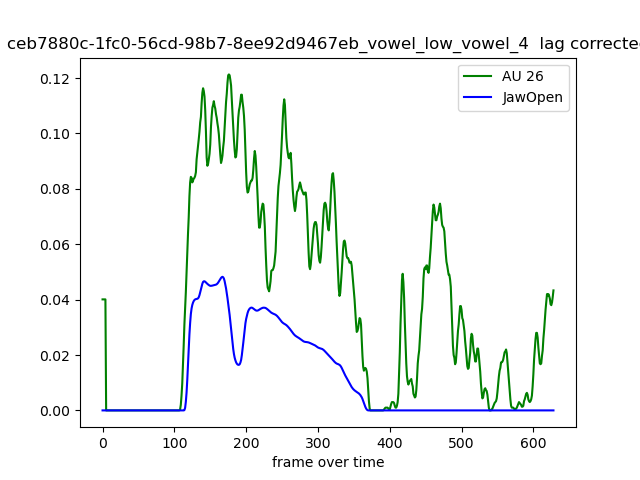 ceb7880c-1fc0-56cd-98b7-8ee92d9467eb_vowel_low_vowel_4 lag corrected
AU 26
JawOpen
0.12
0.10
0.08
0.06
0.04
0.02
0.00
0 100 200 300 400 500 600
frame over time